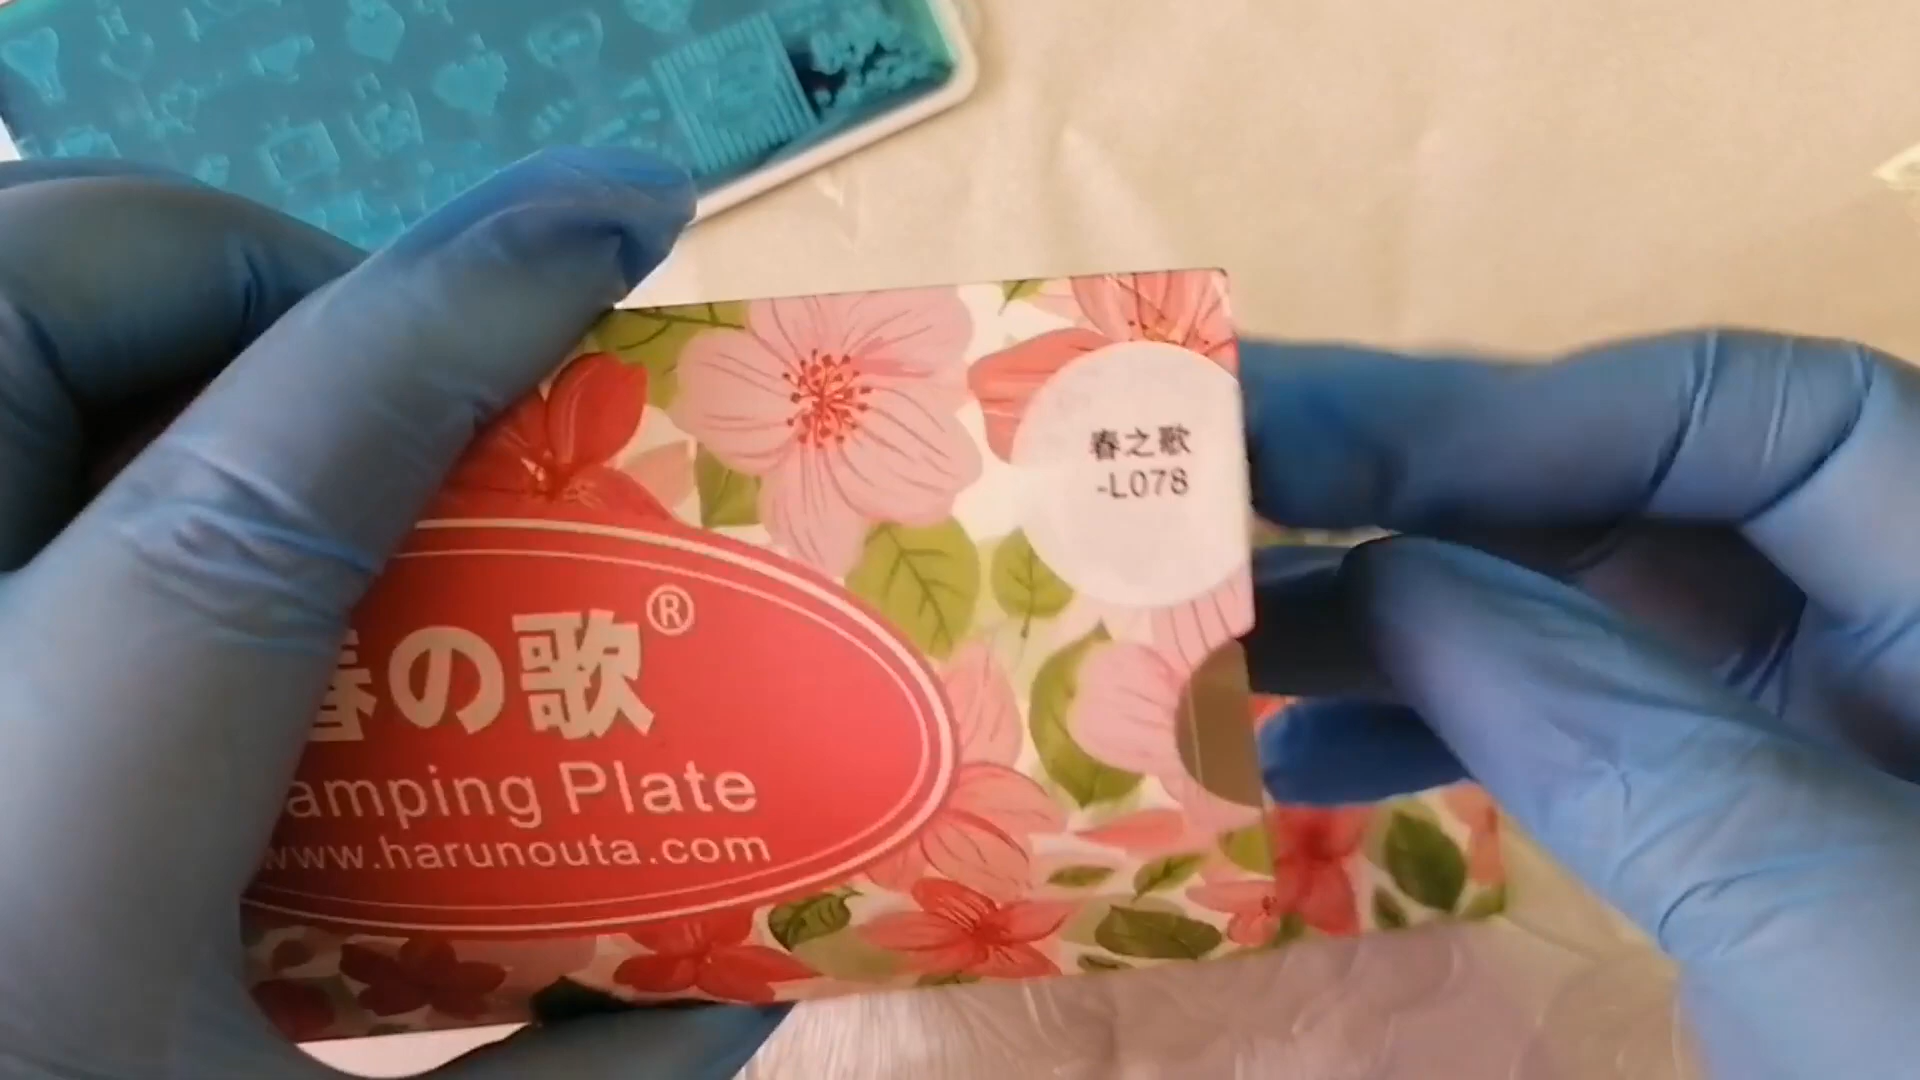 春之歌
-L078
春の歌®
amping Plate
www.harunouta.com